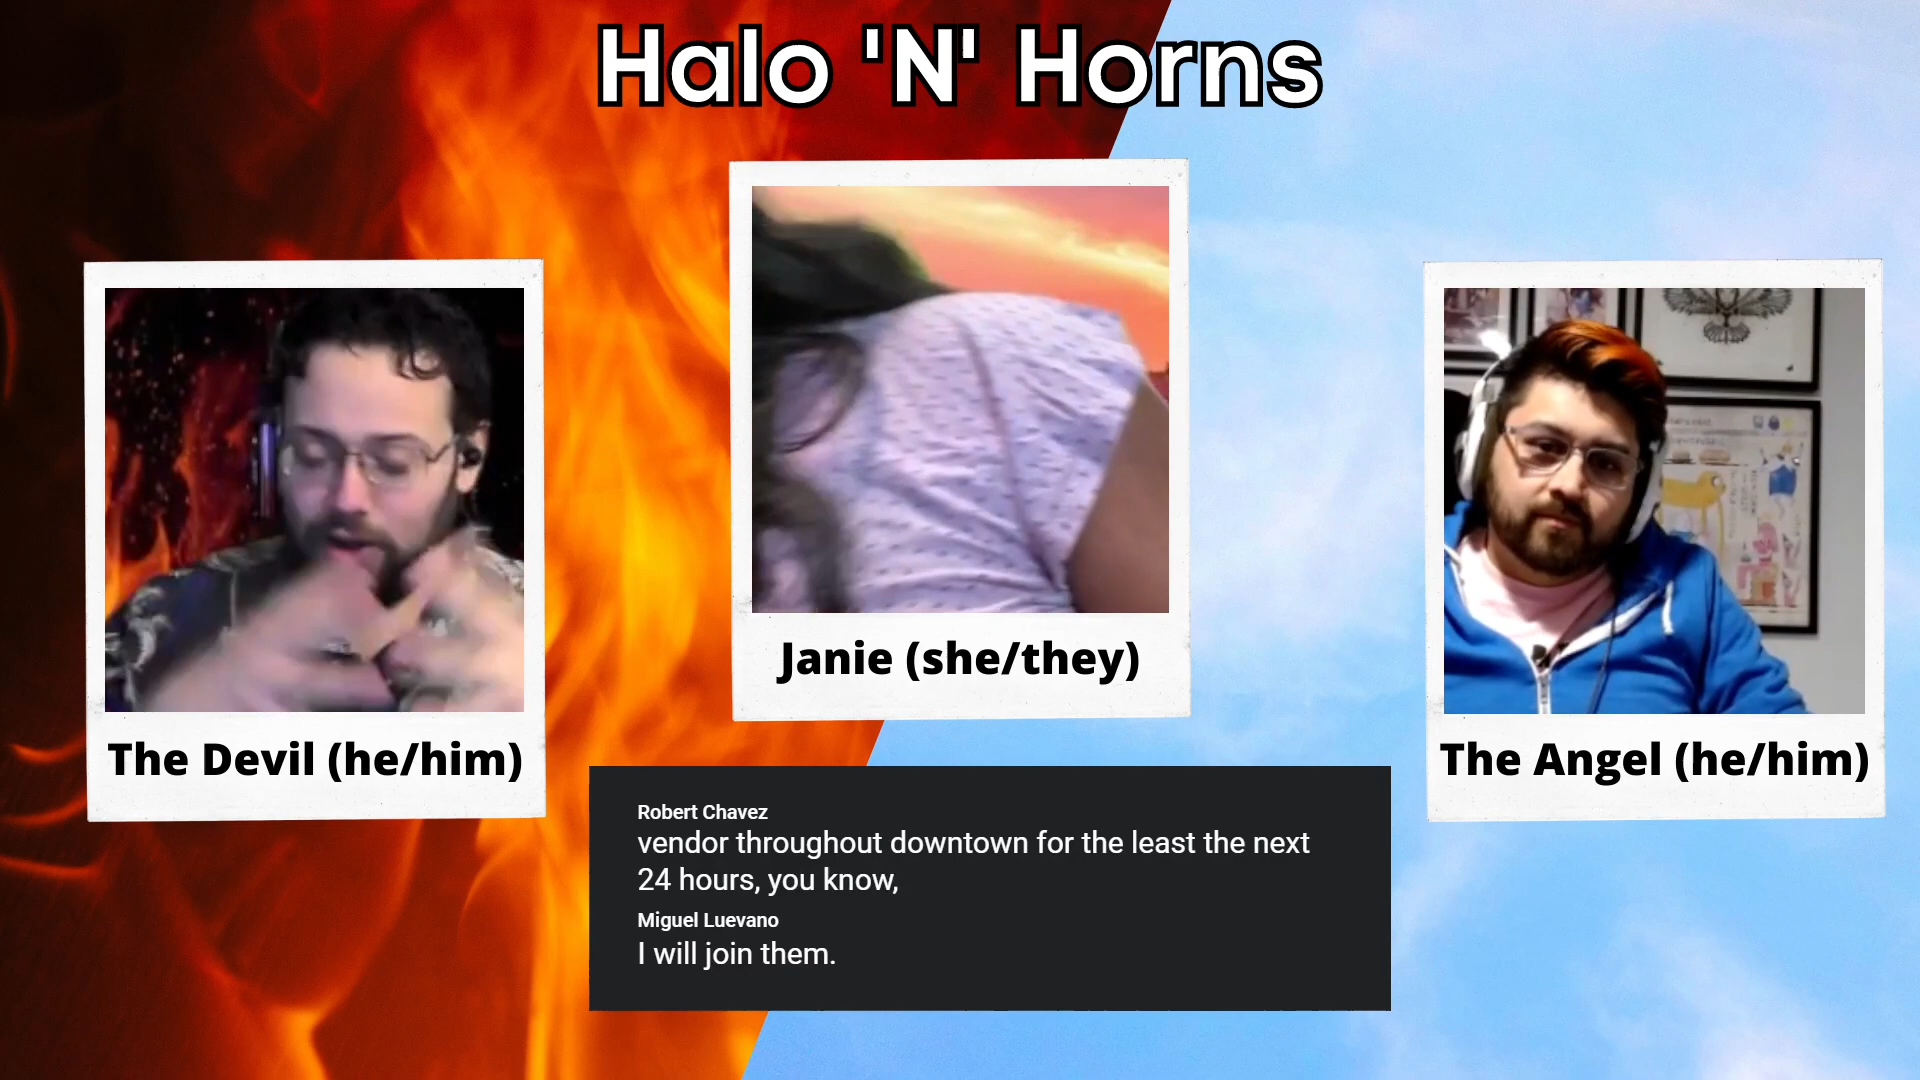 Halo 'N' Horns
Janie (she/they)
The Devil (he/him)
The Angel (he/him)
Robert Chavez
vendor throughout downtown for the least the next
24 hours, you know,
Miguel Luevano
I will join them.